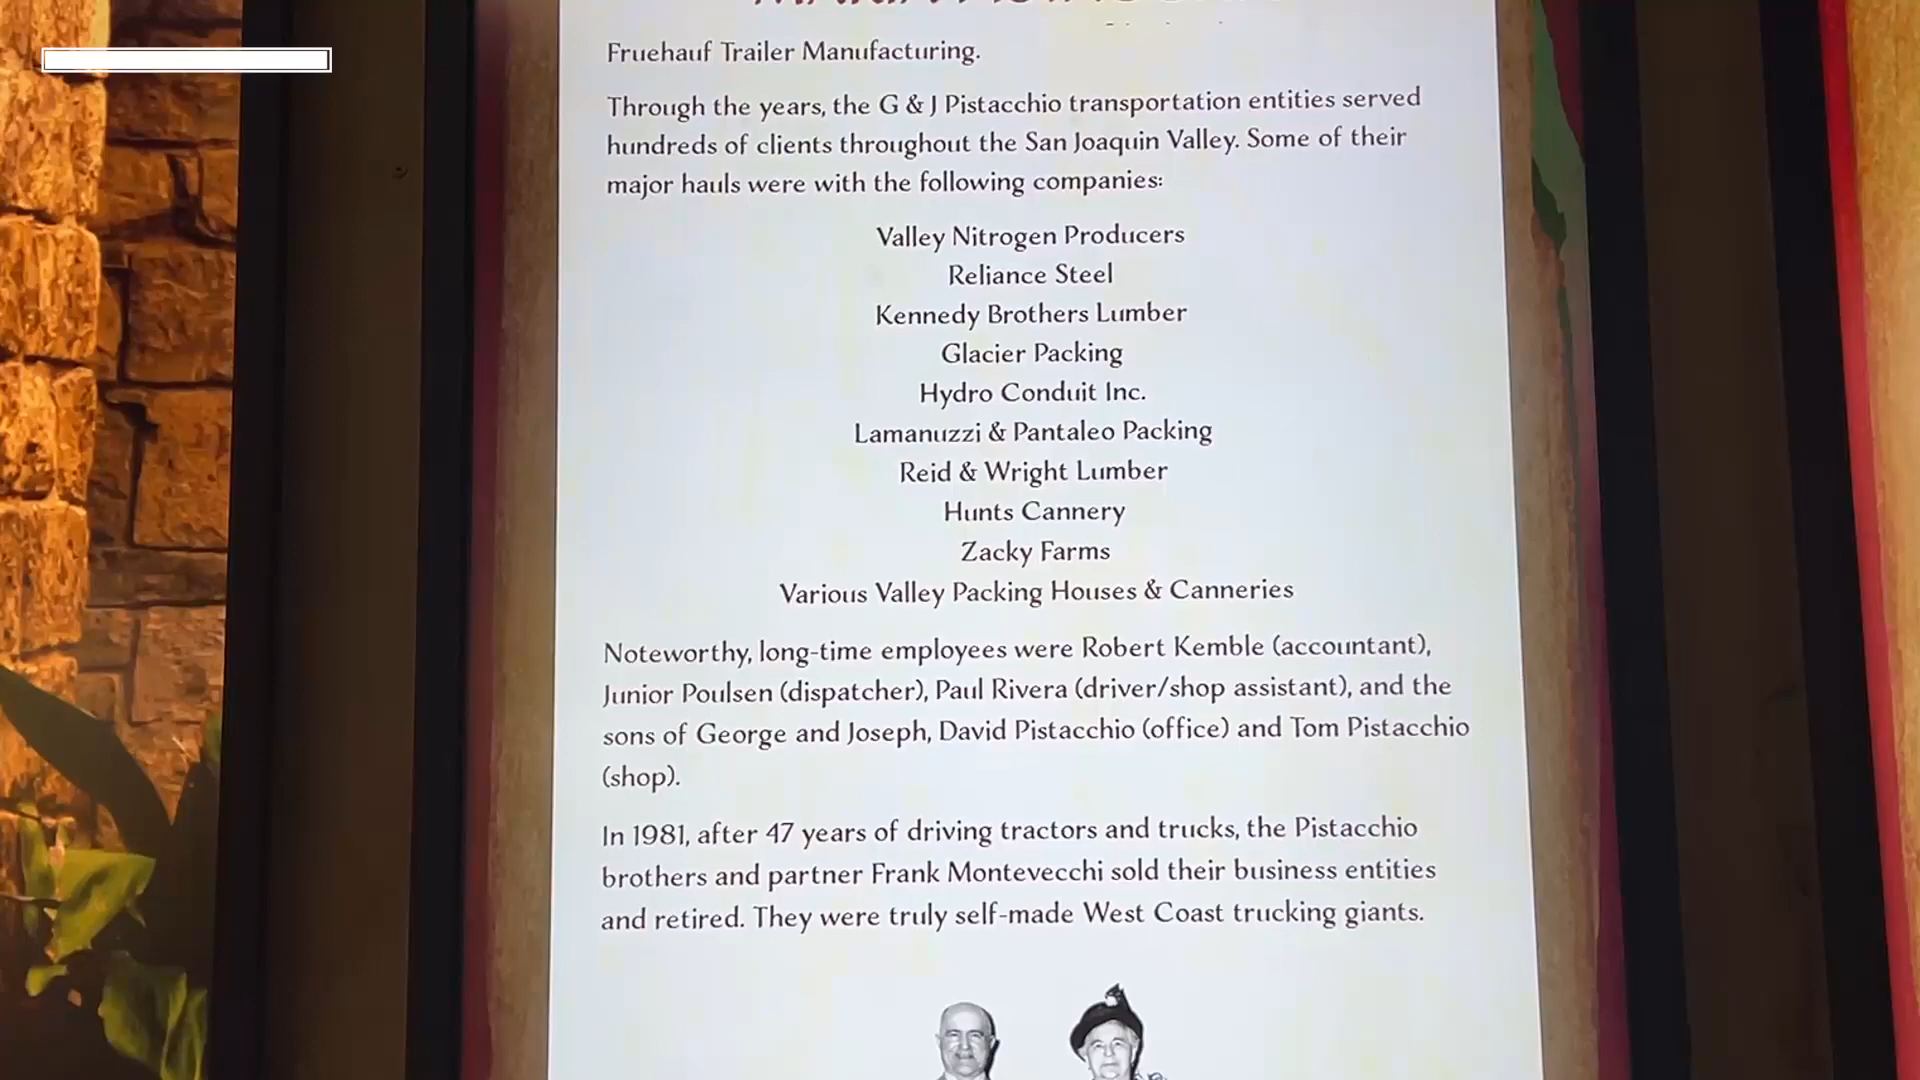 Fruehauf Trailer Manufacturing.
Through the years, the G & J Pistacchio transportation entities served
hundreds of clients throughout the San Joaquin Valley. Some of their
major hauls were with the following companies:
Valley Nitrogen Producers
Reliance Steel
Kennedy Brothers Lumber
Glacier Packing
Hydro Conduit Inc.
Lamanuzzi & Pantaleo Packing
Reid & Wright Lumber
Hunts Cannery
Zacky Farms
Various Valley Packing Houses & Canneries
Noteworthy, long-time employees were Robert Kemble (accountant),
Junior Poulsen (dispatcher), Paul Rivera (driver/shop assistant), and the
sons of George and Joseph, David Pistacchio (office) and Tom Pistacchio
(shop).
In 1981, after 47 years of driving tractors and trucks, the Pistacchio
brothers and partner Frank Montevecchi sold their business entities
and retired. They were truly self-made West Coast trucking giants.